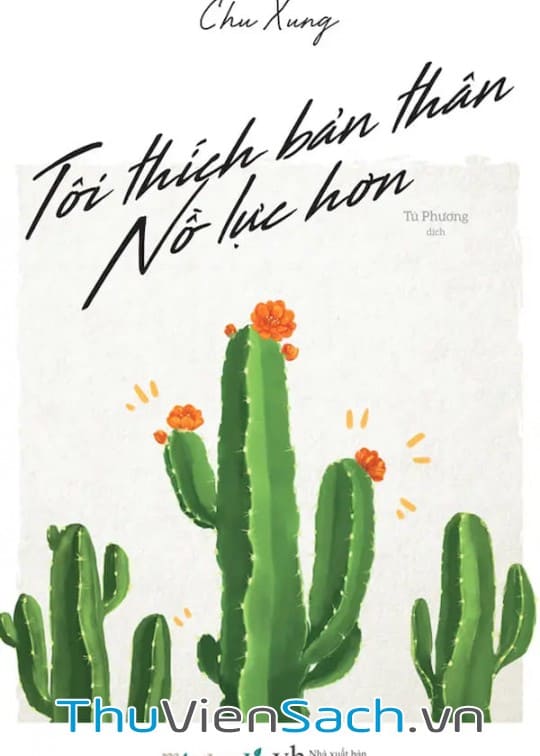 Chu Xung
Tôi thích bản thân
Nỗ lực hơn
Tú Phương
dịch
ThuVienSach.vn
Nhà xuất bản